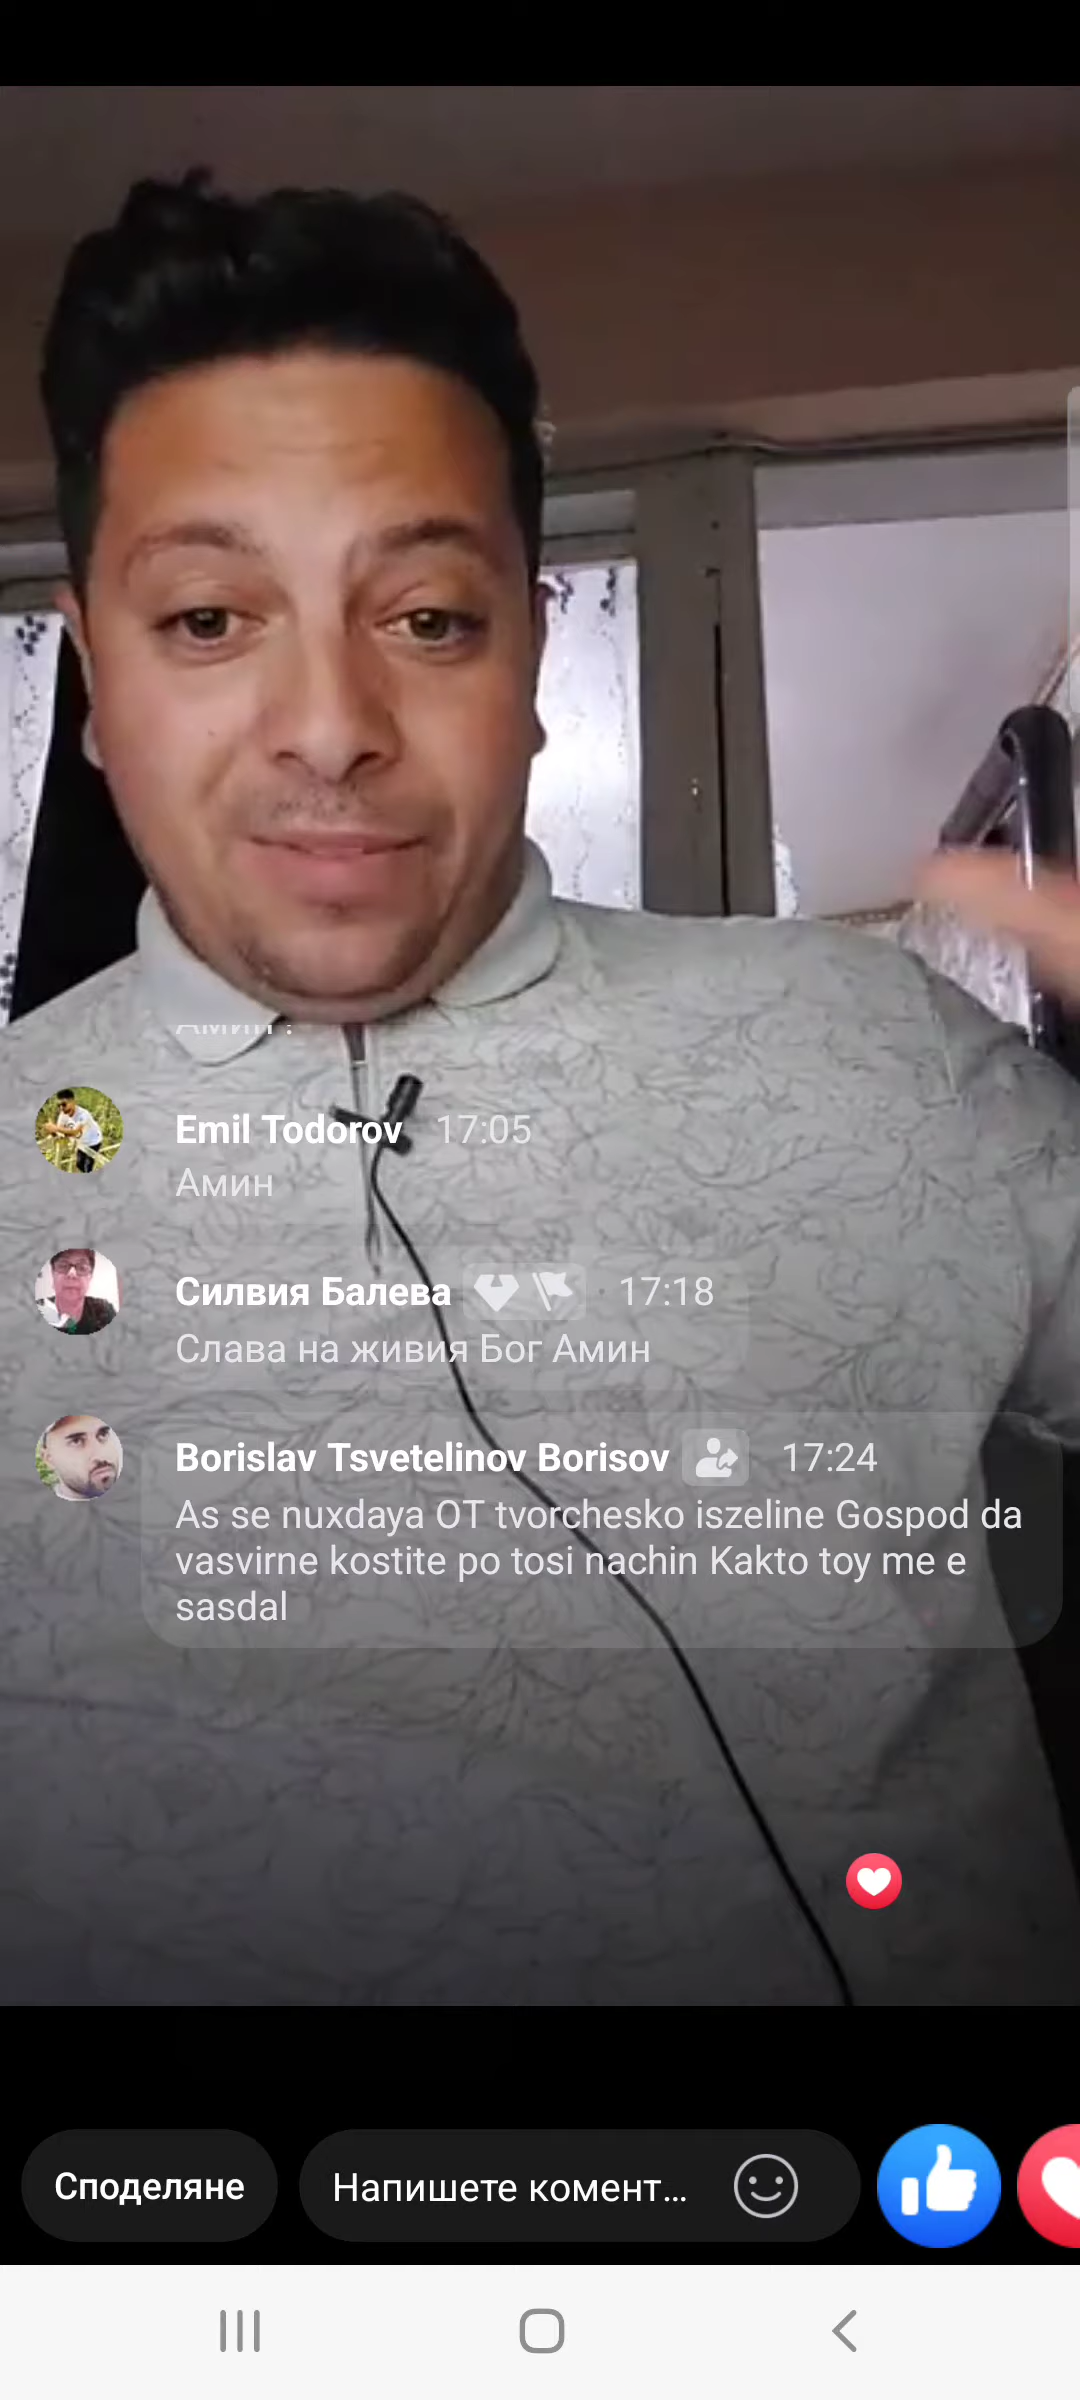 Амин !
Emil Todorov 17:05
Амин
Силвия Балева 17:18
Слава на живия Бог Амин
Borislav Tsvetelinov Borisov 17:24
As se nuxdaya OT tvorchesko iszeline Gospod da
vasvirne kostite po tosi nachin Kakto toy me e
sasdal
Споделяне
Напишете комент...